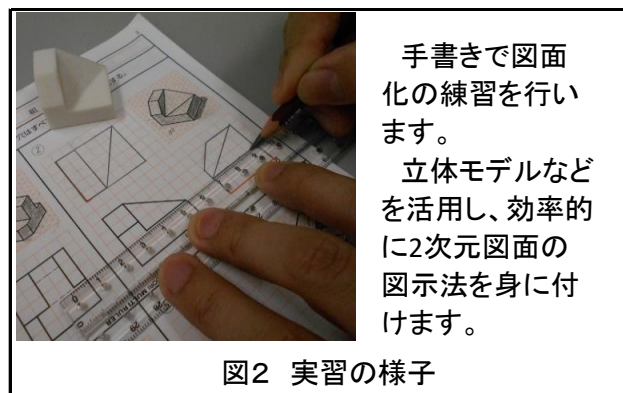 手書きで図面
化の練習を行い
ます。
立体モデルなど
を活用し、効率的
に2次元図面の
図示法を身に付
けます。
②
図2 実習の様子